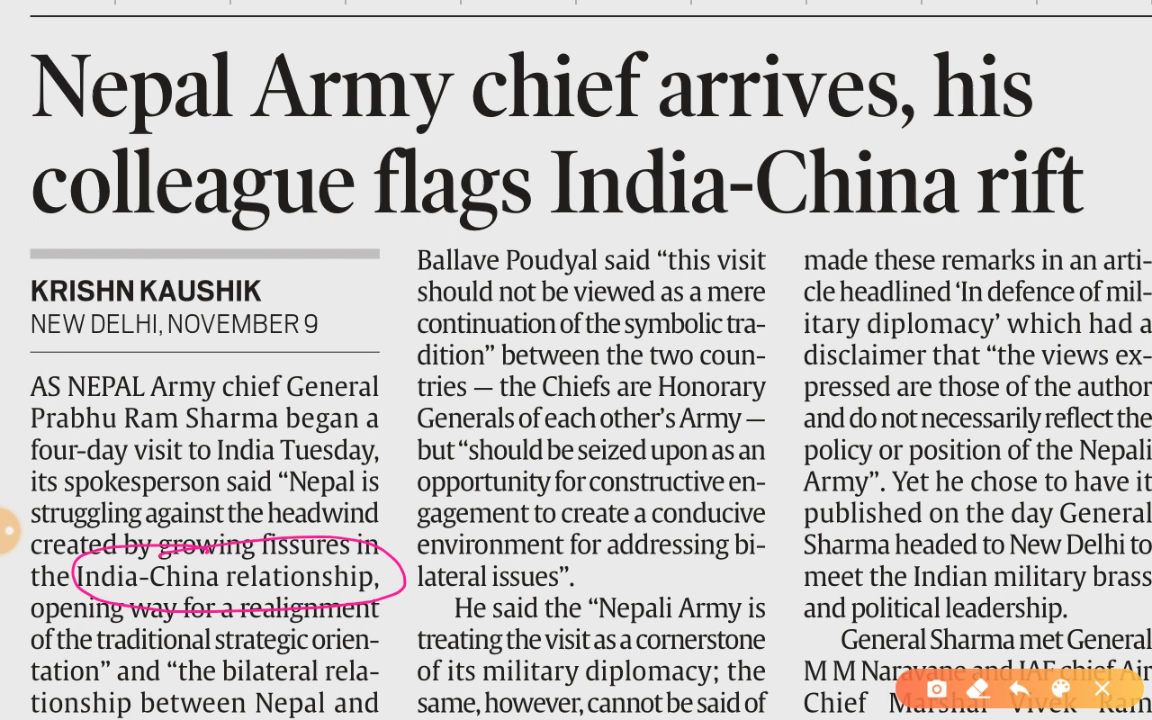 Nepal Army chief arrives, his
colleague flags India-China rift
KRISHN KAUSHIK
NEW DELHI, NOVEMBER 9
AS NEPAL Army chief General
Prabhu Ram Sharma began a
four-day visit to India Tuesday,
its spokesperson said “Nepal is
struggling against the headwind
created by growing fissures in
the India-China relationship,
opening way for a realignment
of the traditional strategic orien-
tation” and “the bilateral rela-
tionship between Nepal and
Ballave Poudyal said “this visit
should not be viewed as a mere
continuation of the symbolic tra-
dition” between the two coun-
tries — the Chiefs are Honorary
Generals of each other’s Army —
but “should be seized upon as an
opportunity for constructive en-
gagement to create a conducive
environment for addressing bi-
lateral issues”.
He said the “Nepali Army is
treating the visit as a cornerstone
of its military diplomacy; the
same, however, cannot be said of
made these remarks in an arti-
cle headlined ‘In defence of mil-
itary diplomacy’ which had a
disclaimer that “the views ex-
pressed are those of the author
and do not necessarily reflect the
policy or position of the Nepali
Army”. Yet he chose to have it
published on the day General
Sharma headed to New Delhi to
meet the Indian military brass
and political leadership.
General Sharma met General
M M Naravane and IAF chief Air
Chief Marshal Vivek Ram